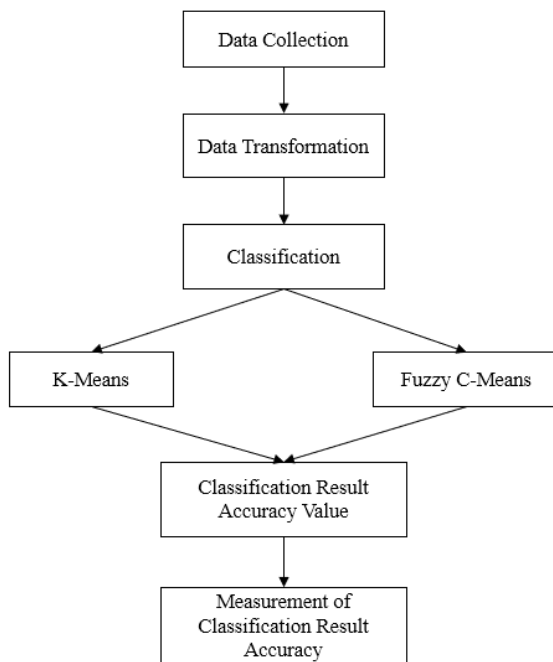 Data Collection
Data Transformation
Classification
K-Means
Fuzzy C-Means
Classification Result
Accuracy Value
Measurement of
Classification Result
Accuracy